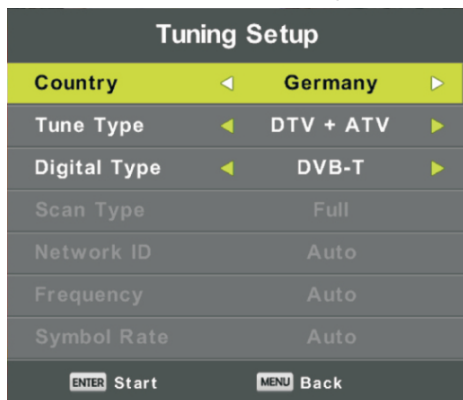 Tuning Setup
Country Germany
Tune Type DTV + ATV
Digital Type DVB-T
Scan Type Full
Network ID Auto
Frequency Auto
Symbol Rate Auto
ENTER Start MENU Back